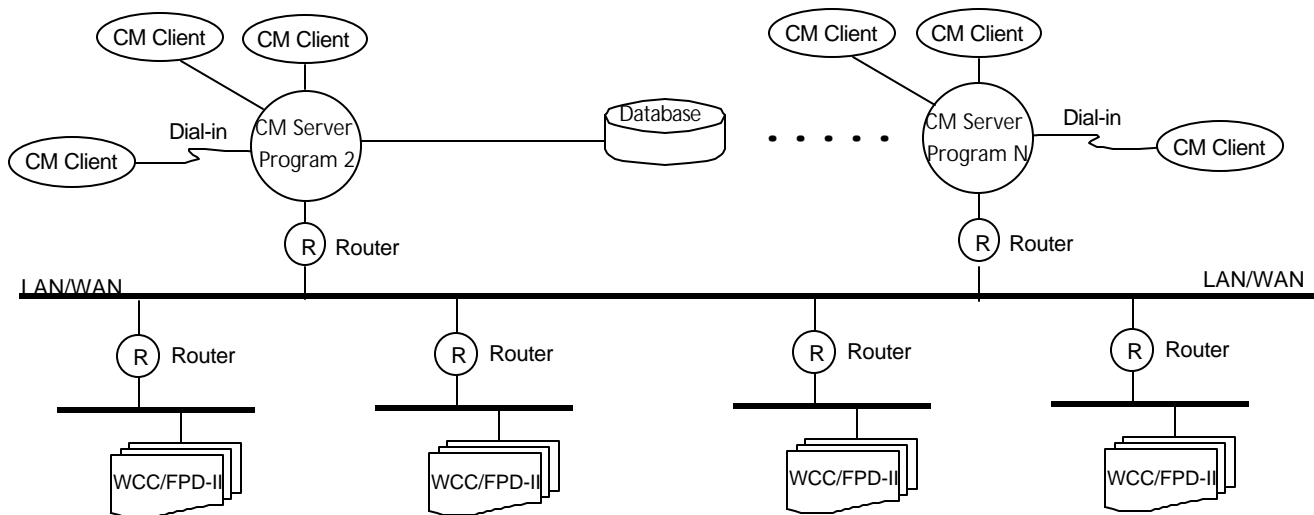 CM Client
CM Client
CM Client
CM Client
Dial-in
CM Server
Program 2
Database
CM Server
Program N
Dial-in
CM Client
CM Client
R Router
R Router
LAN/WAN
LAN/WAN
R Router
R Router
R Router
R Router
WCC/FPD-II
WCC/FPD-II
WCC/FPD-II
WCC/FPD-II